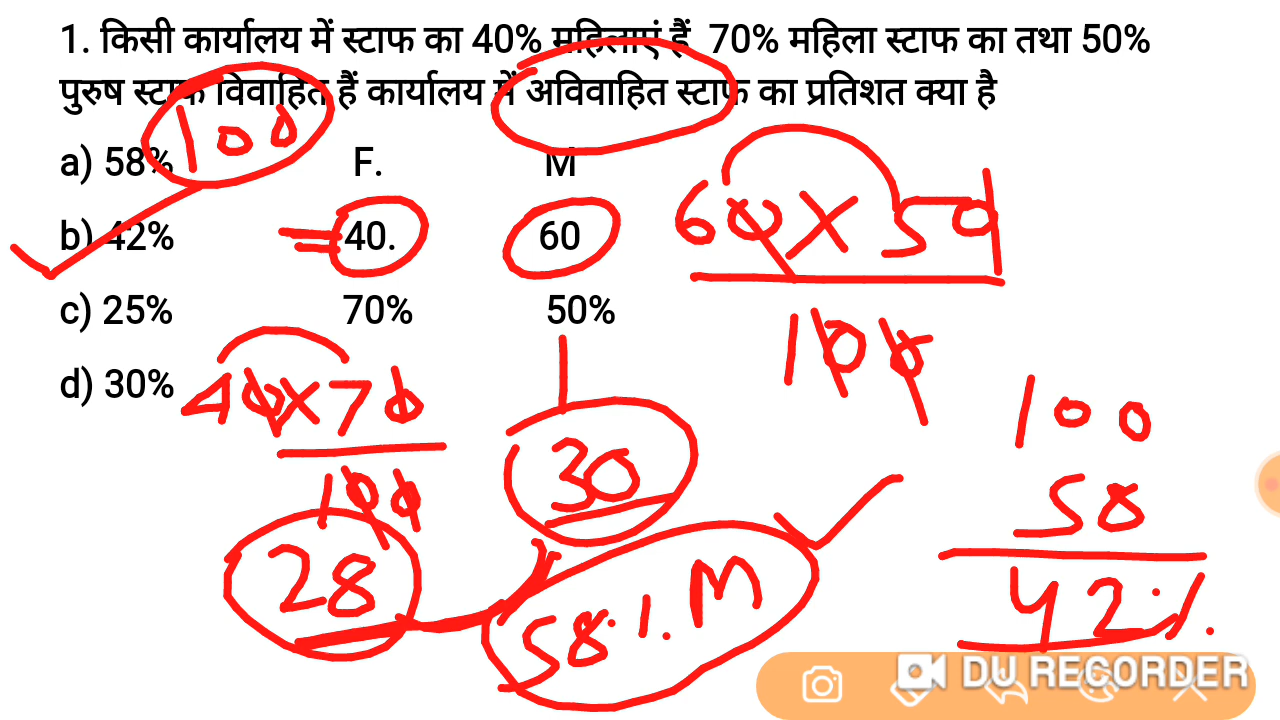 1. किसी कार्यालय में स्टाफ का 40% महिलाएं हैं 70% महिला स्टाफ का तथा 50%
पुरुष स्टाफ विवाहित हैं कार्यालय में अविवाहित स्टाफ का प्रतिशत क्या है
100
a) 58% F. M
60 X 50
b) 42% = 40. 60
100
c) 25% 70% 50%
d) 30% 40 x 70
100
30
100
58
42%
28
58%. M
DU RECORDER